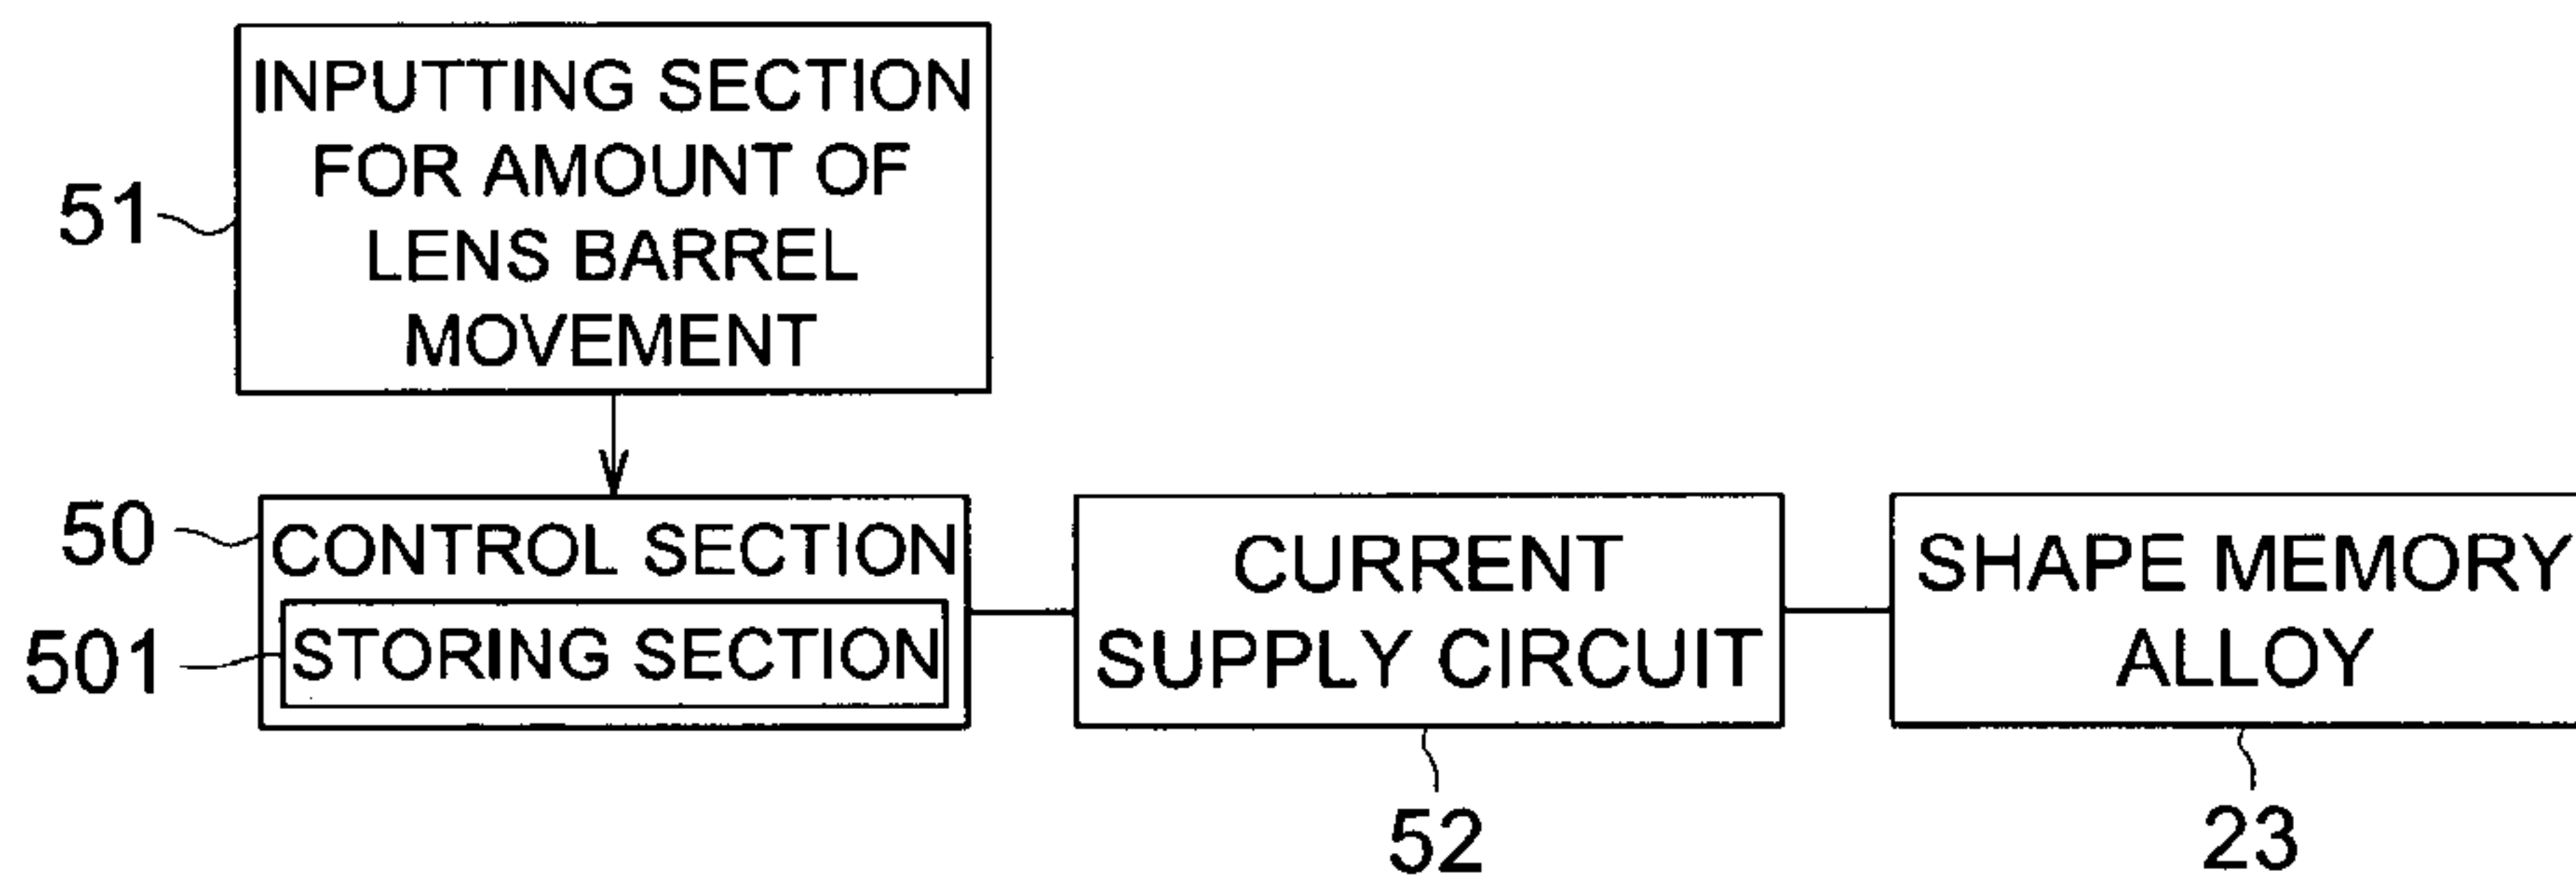 INPUTTING SECTION
FOR AMOUNT OF
LENS BARREL
MOVEMENT
51
50
CONTROL SECTION
501
STORING SECTION
CURRENT
SUPPLY CIRCUIT
52
SHAPE MEMORY
ALLOY
23